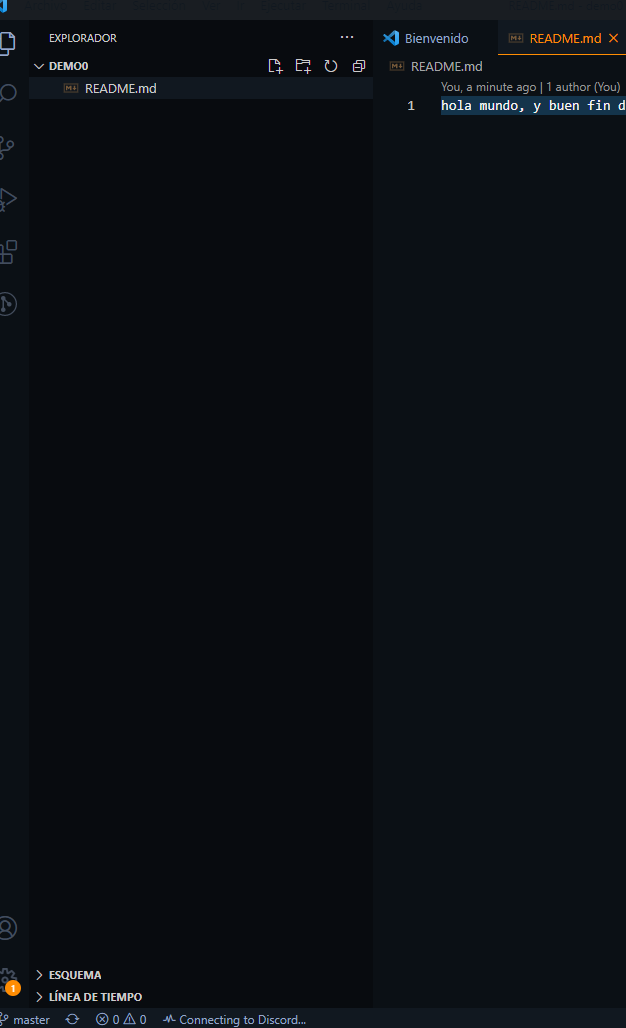 EXPLORADOR
Bienvenido
README.md
DEMO0
README.md
README.md
You, a minute ago | 1 author (You)
1 hola mundo, y buen fin d
ESQUEMA
LÍNEA DE TIEMPO
1
master
0 0
Connecting to Discord...